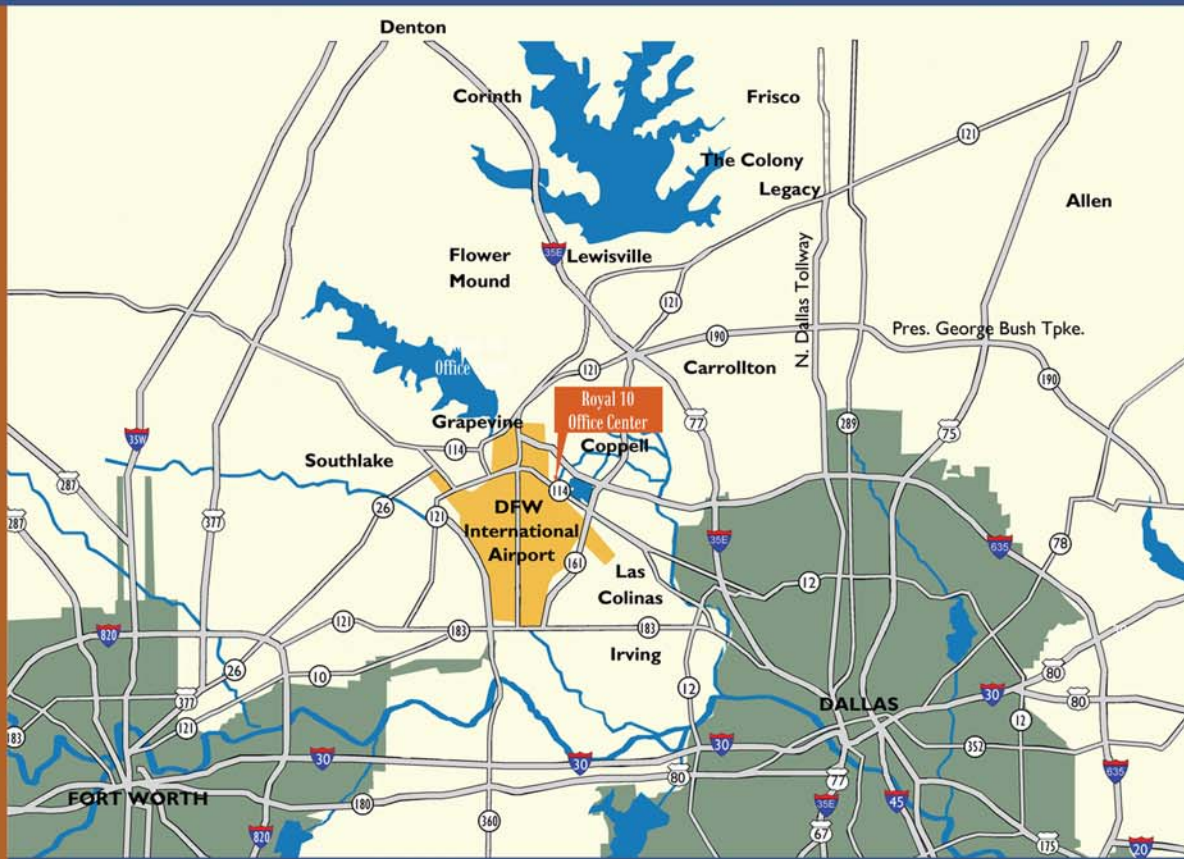 Denton
Corinth
Frisco
121
The Colony
Legacy
Allen
Flower
Mound
35E
Lewisville
121
N. Dallas Tollway
190
Pres. George Bush Tpke.
Office
121
Carrollton
190
Royal 10
Office Center
Grapevine
77
289
75
35W
114
Coppell
Southlake
287
114
26
DFW
International
Airport
121
287
377
35E
635
78
161
Las
Colinas
12
820
121
183
183
Irving
26
10
12
80
377
DALLAS
30
80
121
12
183
30
30
30
352
80
77
635
FORT WORTH
180
35E
45
820
360
67
175
20